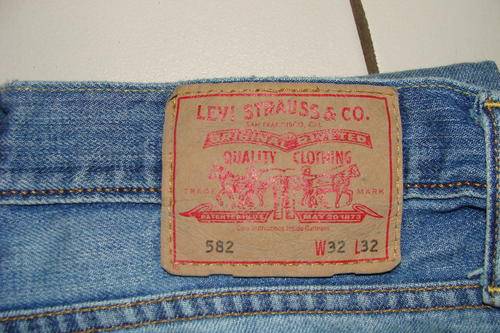 LEVI STRAUSS & CO.
SAN FRANCISCO, CAL.
ORIGINAL RIVETED
QUALITY CLOTHING
TRADE MARK
PATENTED IN U.S. MAY 20 1873
Care Instructions Inside Garment
582 W32 L32